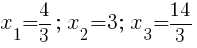 x₁=4/3; x₂=3; x₃=14/3